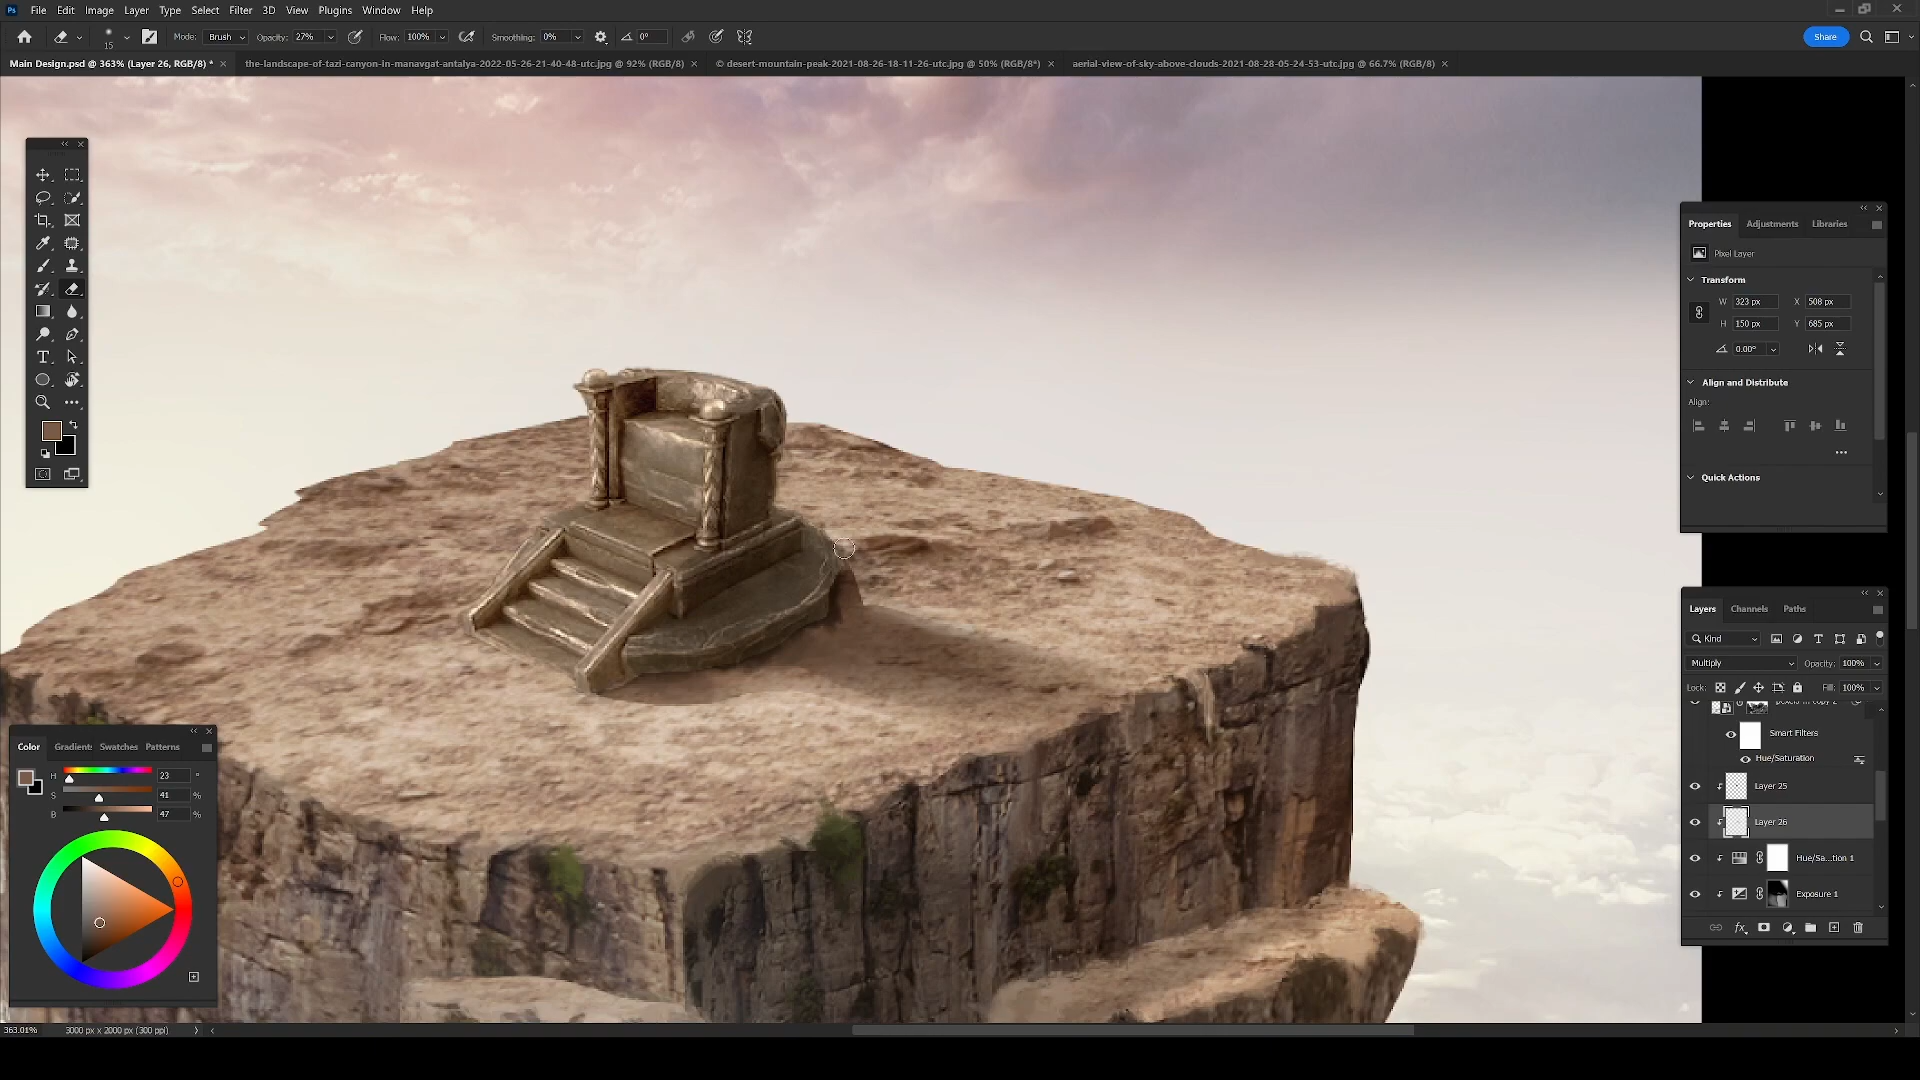 Ps File Edit Image Layer Type Select Filter 3D View Plugins Window Help
15 Mode: Brush Opacity: 27% Flow: 100% Smoothing: 0% 0° Share
Main Design.psd @ 363% (Layer 26, RGB/8) * the-landscape-of-tazi-canyon-in-manavgat-antalya-2022-05-26-21-40-48-utc.jpg @ 92% (RGB/8) © desert-mountain-peak-2021-08-26-18-11-26-utc.jpg @ 50% (RGB/8*) aerial-view-of-sky-above-clouds-2021-08-28-05-24-53-utc.jpg @ 66.7% (RGB/8)
Properties Adjustments Libraries
Pixel Layer
Transform
W 323 px X 508 px
H 150 px Y 685 px
0.00°
Align and Distribute
Align:
Quick Actions
Layers Channels Paths
Kind
Multiply Opacity: 100%
Lock: Fill: 100%
copy 2
Smart Filters
Hue/Saturation
Layer 25
Layer 26
Hue/Sa...tion 1
Exposure 1
Color Gradients Swatches Patterns
H 23 °
S 41 %
B 47 %
363.01% 3000 px x 2000 px (300 ppi)